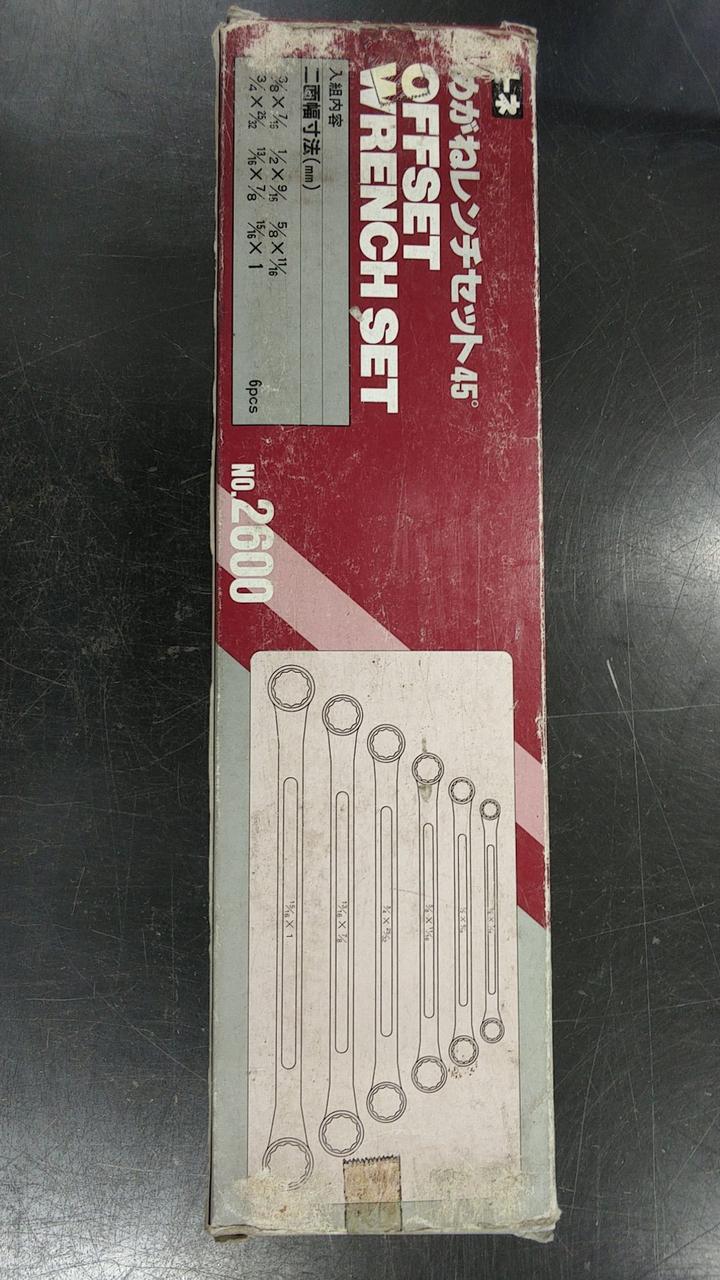 トネ
めがねレンチセット45°
OFFSET
WRENCH SET
入組内容
二面幅寸法(mm)
3/8 X 7/16 1/2 X 9/16 5/8 X 11/16
3/4 X 25/32 13/16 X 7/8 15/16 X 1
6pcs
NO.2600
5/8 X 11/16
3/4 X 25/32
13/16 X 7/8
15/16 X 1